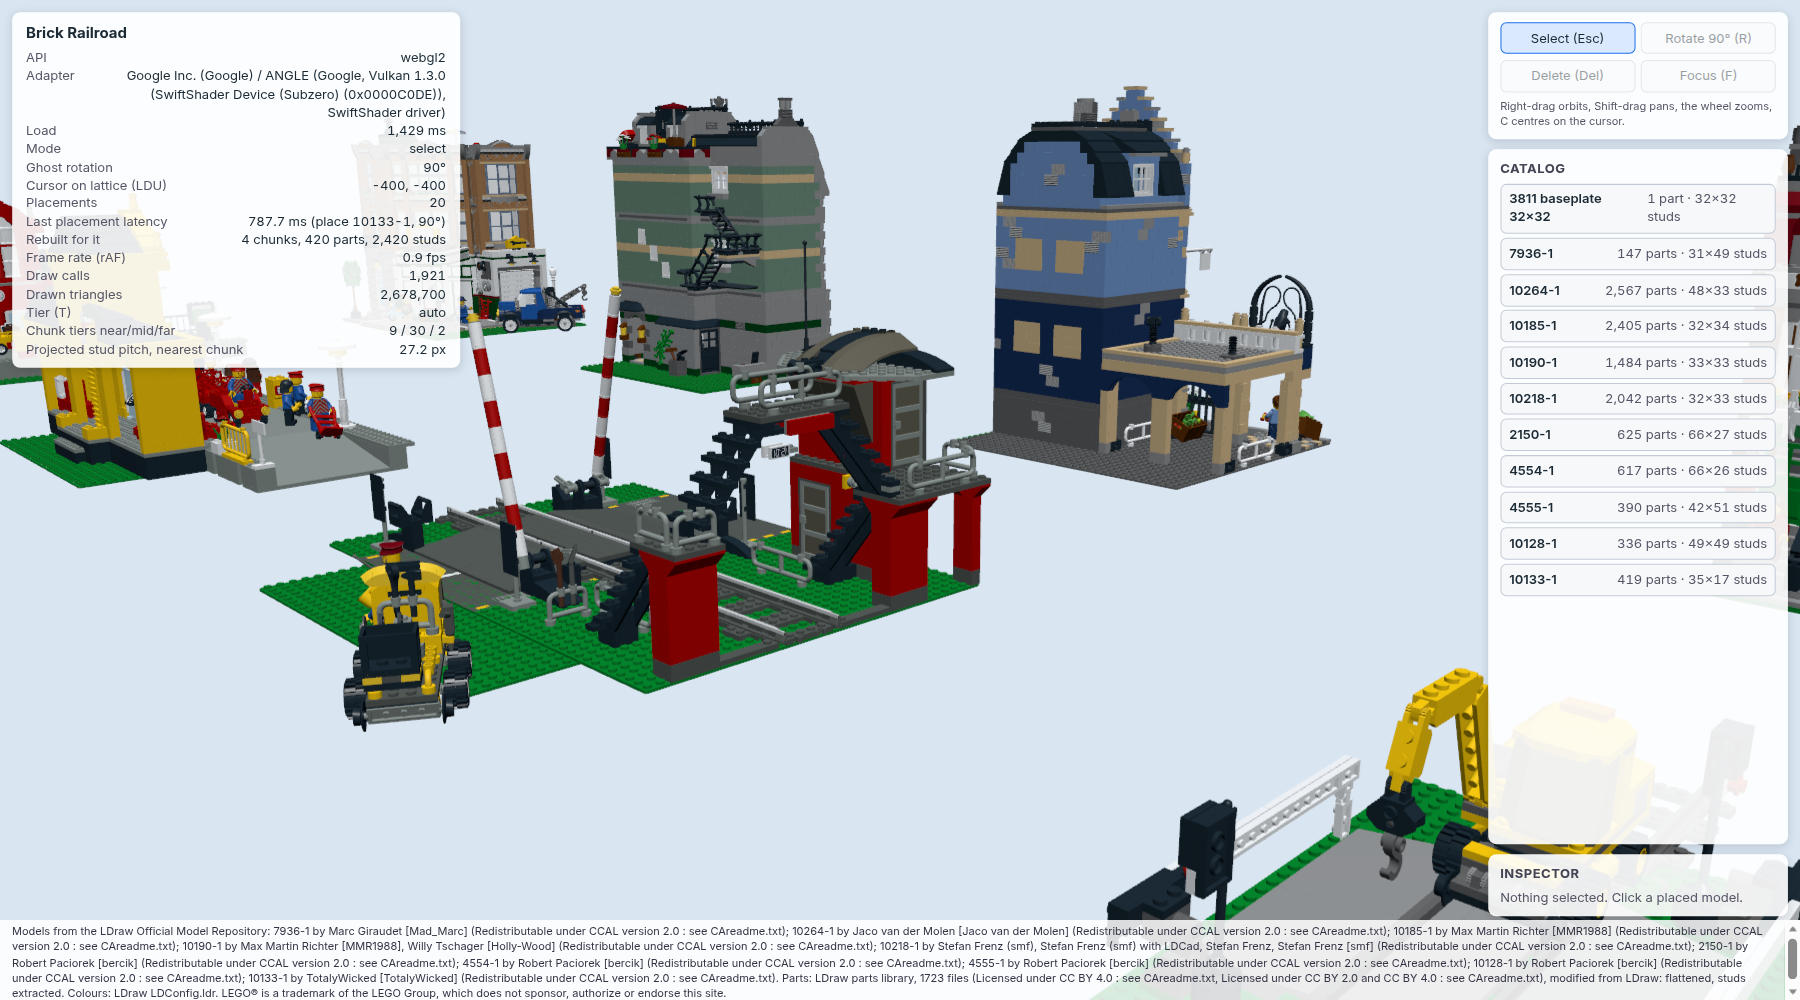 Brick Railroad
API webgl2
Adapter Google Inc. (Google) / ANGLE (Google, Vulkan 1.3.0
(SwiftShader Device (Subzero) (0x0000C0DE)),
SwiftShader driver)
Load 1,429 ms
Mode select
Ghost rotation 90°
Cursor on lattice (LDU) -400, -400
Placements 20
Last placement latency 787.7 ms (place 10133-1, 90°)
Rebuilt for it 4 chunks, 420 parts, 2,420 studs
Frame rate (rAF) 0.9 fps
Draw calls 1,921
Drawn triangles 2,678,700
Tier (T) auto
Chunk tiers near/mid/far 9 / 30 / 2
Projected stud pitch, nearest chunk 27.2 px
Select (Esc) Rotate 90° (R)
Delete (Del) Focus (F)
Right-drag orbits, Shift-drag pans, the wheel zooms,
C centres on the cursor.
CATALOG
3811 baseplate 1 part · 32×32
32×32 studs
7936-1 147 parts · 31×49 studs
10264-1 2,567 parts · 48×33 studs
10185-1 2,405 parts · 32×34 studs
10190-1 1,484 parts · 33×33 studs
10218-1 2,042 parts · 32×33 studs
2150-1 625 parts · 66×27 studs
4554-1 617 parts · 66×26 studs
4555-1 390 parts · 42×51 studs
10128-1 336 parts · 49×49 studs
10133-1 419 parts · 35×17 studs
INSPECTOR
Nothing selected. Click a placed model.
Models from the LDraw Official Model Repository: 7936-1 by Marc Giraudet [Mad_Marc] (Redistributable under CCAL version 2.0 : see CAreadme.txt); 10264-1 by Jaco van der Molen [Jaco van der Molen] (Redistributable under CCAL version 2.0 : see CAreadme.txt); 10185-1 by Max Martin Richter [MMR1988] (Redistributable under CCAL
version 2.0 : see CAreadme.txt); 10190-1 by Max Martin Richter [MMR1988], Willy Tschager [Holly-Wood] (Redistributable under CCAL version 2.0 : see CAreadme.txt); 10218-1 by Stefan Frenz (smf), Stefan Frenz [smf] with LDCad, Stefan Frenz, Stefan Frenz [smf] (Redistributable under CCAL version 2.0 : see CAreadme.txt); 2150-1 by
Robert Paciorek [bercik] (Redistributable under CCAL version 2.0 : see CAreadme.txt); 4554-1 by Robert Paciorek [bercik] (Redistributable under CCAL version 2.0 : see CAreadme.txt); 4555-1 by Robert Paciorek [bercik] (Redistributable under CCAL version 2.0 : see CAreadme.txt); 10128-1 by Robert Paciorek [bercik] (Redistributable
under CCAL version 2.0 : see CAreadme.txt); 10133-1 by TotalyWicked [TotalyWicked] (Redistributable under CCAL version 2.0 : see CAreadme.txt). Parts: LDraw parts library, 1723 files (Licensed under CC BY 4.0 : see CAreadme.txt, Licensed under CC BY 2.0 and CC BY 4.0 : see CAreadme.txt), modified from LDraw: flattened, studs
extracted. Colours: LDraw LDConfig.ldr. LEGO® is a trademark of the LEGO Group, which does not sponsor, authorize or endorse this site.